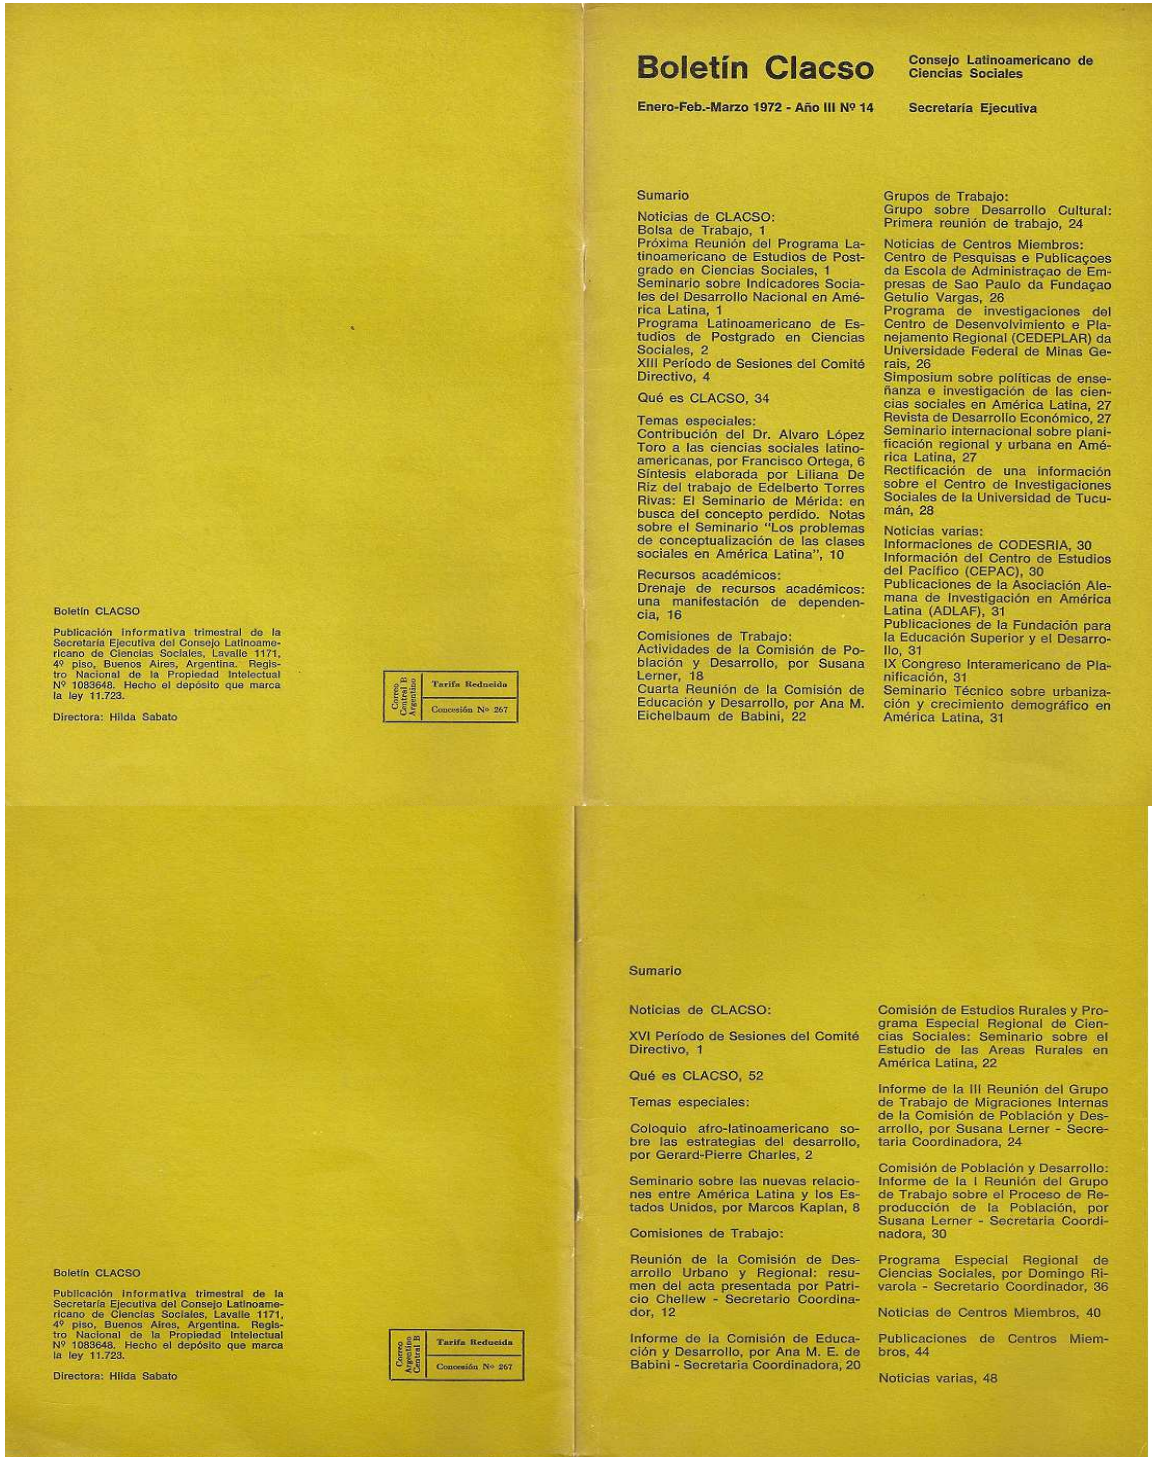 Boletín Clacso
Consejo Latinoamericano de
Ciencias Sociales
Enero-Feb.-Marzo 1972 - Año III Nº 14
Secretaría Ejecutiva
Sumario
Noticias de CLACSO:
Bolsa de Trabajo, 1
Próxima Reunión del Programa La-
tinoamericano de Estudios de Post-
grado en Ciencias Sociales, 1
Seminario sobre Indicadores Socia-
les del Desarrollo Nacional en Amé-
rica Latina, 1
Programa Latinoamericano de Es-
tudios de Postgrado en Ciencias
Sociales, 2
XIII Período de Sesiones del Comité
Directivo, 4
Qué es CLACSO, 34
Temas especiales:
Contribución del Dr. Alvaro López
Toro a las ciencias sociales latino-
americanas, por Francisco Ortega, 6
Síntesis elaborada por Liliana De
Riz del trabajo de Edelberto Torres
Rivas: El Seminario de Mérida: en
busca del concepto perdido. Notas
sobre el Seminario "Los problemas
de conceptualización de las clases
sociales en América Latina", 10
Recursos académicos:
Drenaje de recursos académicos:
una manifestación de dependen-
cia, 16
Comisiones de Trabajo:
Actividades de la Comisión de Po-
blación y Desarrollo, por Susana
Lerner, 18
Cuarta Reunión de la Comisión de
Educación y Desarrollo, por Ana M.
Eichelbaum de Babini, 22
Grupos de Trabajo:
Grupo sobre Desarrollo Cultural:
Primera reunión de trabajo, 24
Noticias de Centros Miembros:
Centro de Pesquisas e Publicaçoes
da Escola de Administraçao de Em-
presas de Sao Paulo da Fundaçao
Getulio Vargas, 26
Programa de investigaciones del
Centro de Desenvolvimiento e Pla-
nejamento Regional (CEDEPLAR) da
Universidade Federal de Minas Ge-
rais, 26
Simposium sobre políticas de ense-
ñanza e investigación de las cien-
cias sociales en América Latina, 27
Revista de Desarrollo Económico, 27
Seminario internacional sobre plani-
ficación regional y urbana en Amé-
rica Latina, 27
Rectificación de una información
sobre el Centro de Investigaciones
Sociales de la Universidad de Tucu-
mán, 28
Noticias varias:
Informaciones de CODESRIA, 30
Información del Centro de Estudios
del Pacífico (CEPAC), 30
Publicaciones de la Asociación Ale-
mana de Investigación en América
Latina (ADLAF), 31
Publicaciones de la Fundación para
la Educación Superior y el Desarro-
llo, 31
IX Congreso Interamericano de Pla-
nificación, 31
Seminario Técnico sobre urbaniza-
ción y crecimiento demográfico en
América Latina, 31
Boletín CLACSO
Publicación Informativa trimestral de la
Secretaría Ejecutiva del Consejo Latinoame-
ricano de Ciencias Sociales, Lavalle 1171,
4º piso, Buenos Aires, Argentina. Regis-
tro Nacional de la Propiedad Intelectual
Nº 1083648. Hecho el depósito que marca
la ley 11.723.
Directora: Hilda Sabato
Correo
Central B
Argentino
Tarifa Reducida
Concesión Nº 267
Sumario
Noticias de CLACSO:
XVI Período de Sesiones del Comité
Directivo, 1
Qué es CLACSO, 52
Temas especiales:
Coloquio afro-latinoamericano so-
bre las estrategias del desarrollo,
por Gerard-Pierre Charles, 2
Seminario sobre las nuevas relacio-
nes entre América Latina y los Es-
tados Unidos, por Marcos Kaplan, 8
Comisiones de Trabajo:
Reunión de la Comisión de Des-
arrollo Urbano y Regional: resu-
men del acta presentada por Patri-
cio Chellew - Secretario Coordina-
dor, 12
Informe de la Comisión de Educa-
ción y Desarrollo, por Ana M. E. de
Babini - Secretaria Coordinadora, 20
Comisión de Estudios Rurales y Pro-
grama Especial Regional de Cien-
cias Sociales: Seminario sobre el
Estudio de las Areas Rurales en
América Latina, 22
Informe de la III Reunión del Grupo
de Trabajo de Migraciones Internas
de la Comisión de Población y Des-
arrollo, por Susana Lerner - Secre-
taria Coordinadora, 24
Comisión de Población y Desarrollo:
Informe de la I Reunión del Grupo
de Trabajo sobre el Proceso de Re-
producción de la Población, por
Susana Lerner - Secretaria Coordi-
nadora, 30
Programa Especial Regional de
Ciencias Sociales, por Domingo Ri-
varola - Secretario Coordinador, 36
Noticias de Centros Miembros, 40
Publicaciones de Centros Miem-
bros, 44
Noticias varias, 48
Boletín CLACSO
Publicación Informativa trimestral de la
Secretaría Ejecutiva del Consejo Latinoame-
ricano de Ciencias Sociales, Lavalle 1171,
4º piso, Buenos Aires, Argentina. Regis-
tro Nacional de la Propiedad Intelectual
Nº 1083648. Hecho el depósito que marca
la ley 11.723.
Directora: Hilda Sabato
Correo
Argentino
Central B
Tarifa Reducida
Concesión Nº 267